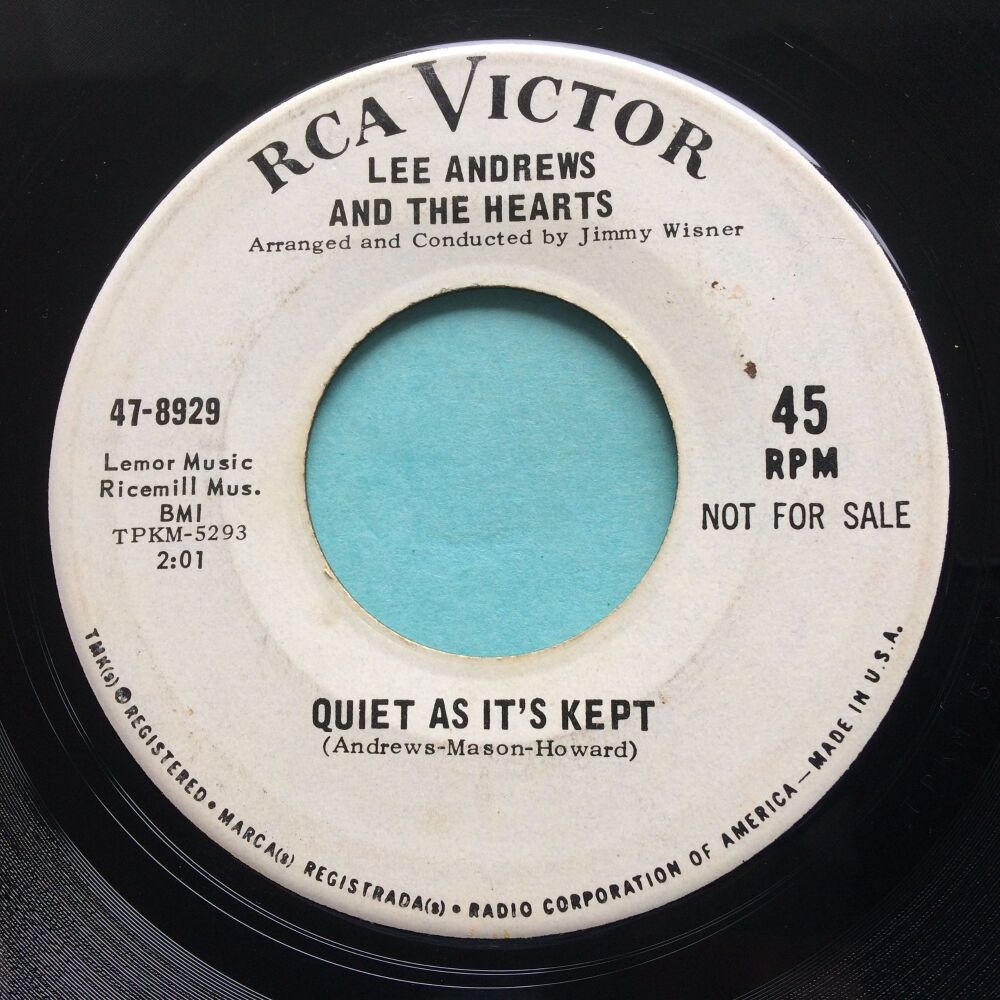 RCA VICTOR
LEE ANDREWS
AND THE HEARTS
Arranged and Conducted by Jimmy Wisner
47-8929
Lemor Music
Ricemill Mus.
BMI
TPKM-5293
2:01
45
RPM
NOT FOR SALE
QUIET AS IT'S KEPT
(Andrews-Mason-Howard)
TMK(s) ® REGISTERED • MARCA(s) REGISTRADA(s) • RADIO CORPORATION OF AMERICA — MADE IN U.S.A.